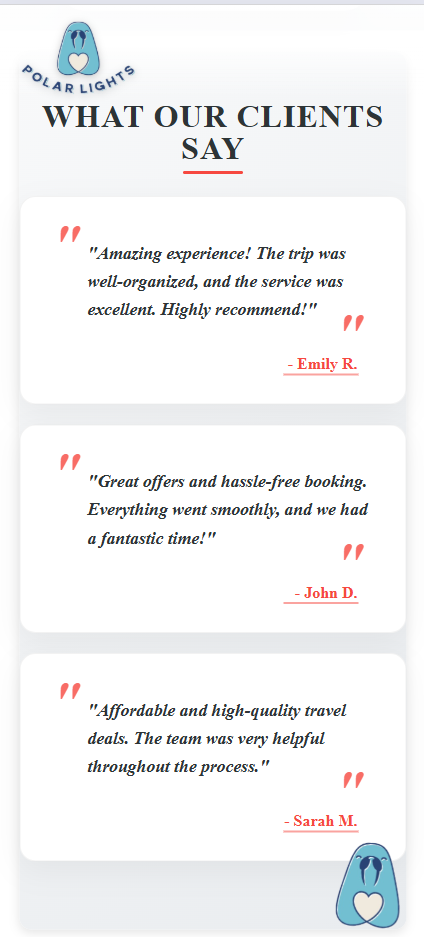 POLAR LIGHTS
WHAT OUR CLIENTS
SAY
"
"Amazing experience! The trip was
well-organized, and the service was
excellent. Highly recommend!"
"
- Emily R.
"
"Great offers and hassle-free booking.
Everything went smoothly, and we had
a fantastic time!"
"
- John D.
"
"Affordable and high-quality travel
deals. The team was very helpful
throughout the process."
"
- Sarah M.